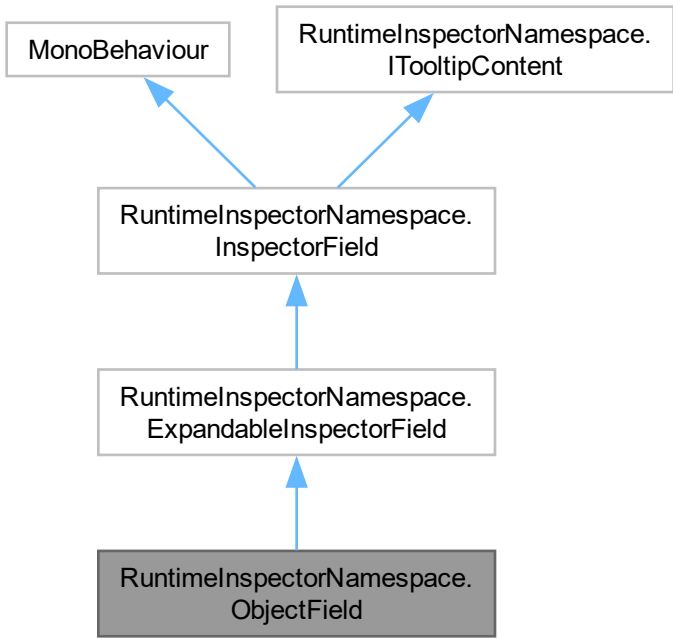 MonoBehaviour
RuntimeInspectorNamespace.
ITooltipContent
RuntimeInspectorNamespace.
InspectorField
RuntimeInspectorNamespace.
ExpandableInspectorField
RuntimeInspectorNamespace.
ObjectField